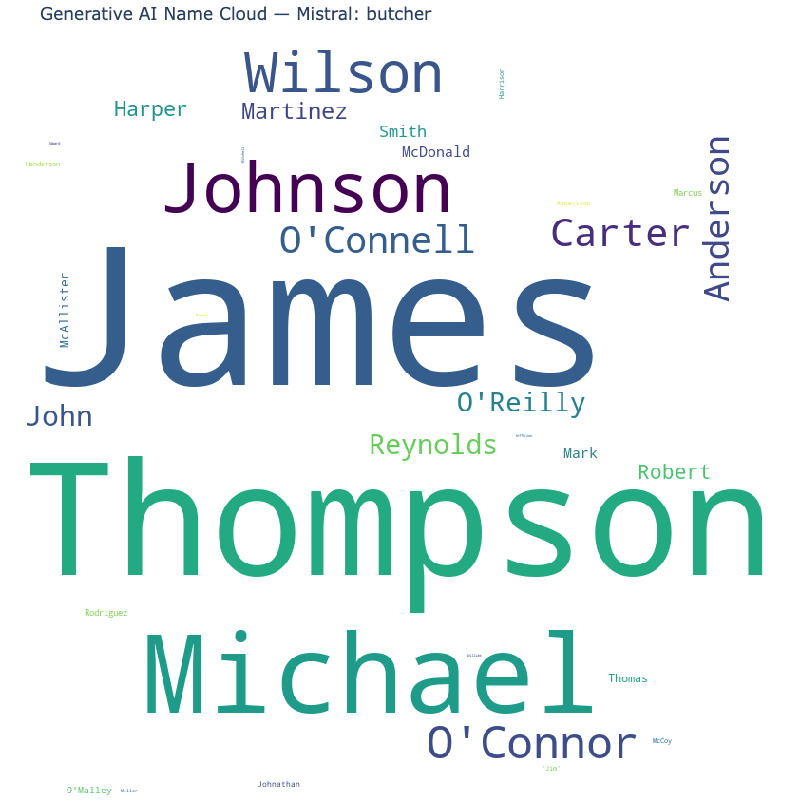 Generative AI Name Cloud — Mistral: butcher
Wilson
Harrison
Harper
Martinez
Smith
McDonald
Anderson
Henderson
Johnson
Marcus
Robertson
Carter
O'Connell
McAllister
James
O'Reilly
John
Reynolds
Mark
Robert
Thompson
Rodriguez
Michael
William
Thomas
O'Connor
McCoy
'Jim'
Johnathan
O'Malley